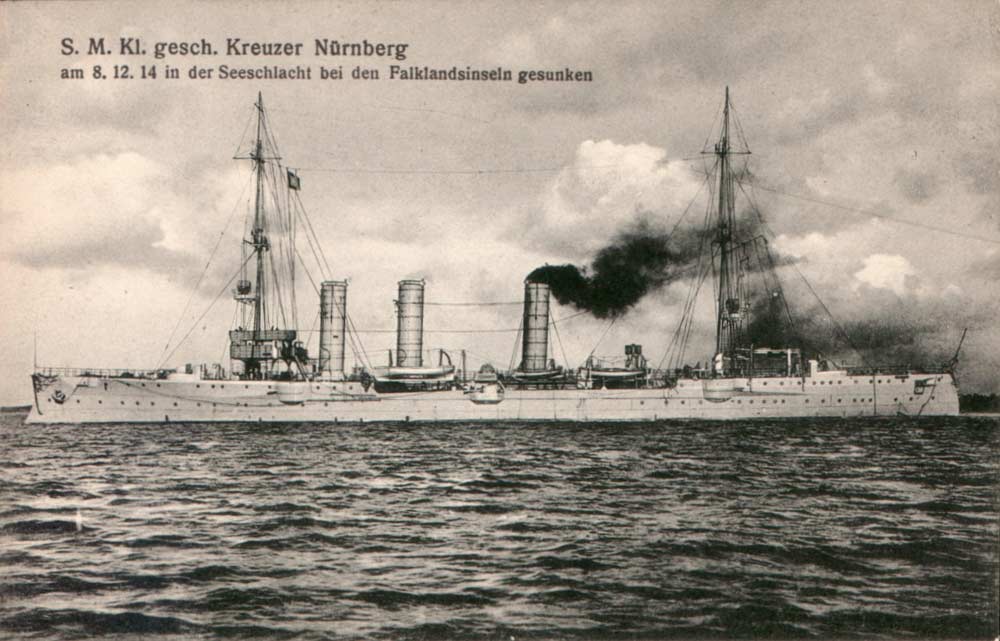 S. M. Kl. gesch. Kreuzer Nürnberg
am 8. 12. 14 in der Seeschlacht bei den Falklandsinseln gesunken